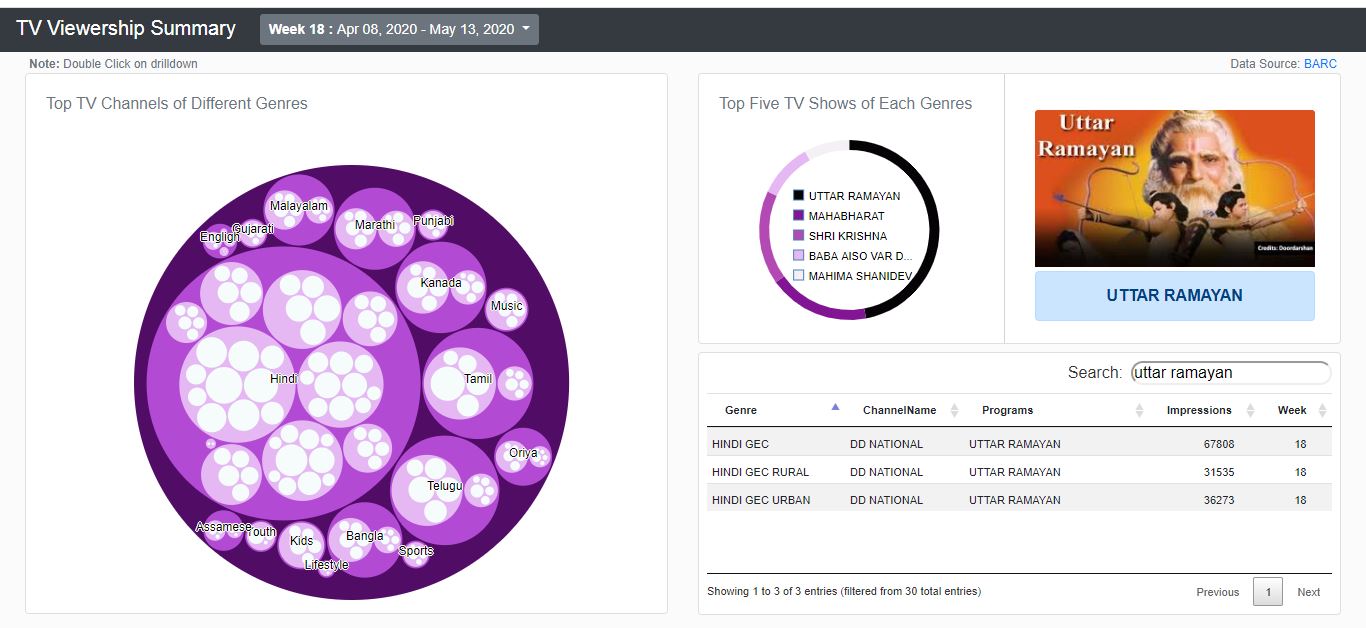 TV Viewership Summary
Week 18 : Apr 08, 2020 - May 13, 2020
Note: Double Click on drilldown
Data Source: BARC
Top TV Channels of Different Genres
Malayalam
Marathi
Punjabi
Gujarati
English
Kanada
Music
Hindi
Tamil
Oriya
Telugu
Assamese
Youth
Kids
Bangla
Sports
Lifestyle
Top Five TV Shows of Each Genres
UTTAR RAMAYAN
MAHABHARAT
SHRI KRISHNA
BABA AISO VAR D...
MAHIMA SHANIDEV
Uttar
Ramayan
Credits: Doordarshan
UTTAR RAMAYAN
Search: uttar ramayan
Genre ChannelName Programs Impressions Week
HINDI GEC DD NATIONAL UTTAR RAMAYAN 67808 18
HINDI GEC RURAL DD NATIONAL UTTAR RAMAYAN 31535 18
HINDI GEC URBAN DD NATIONAL UTTAR RAMAYAN 36273 18
Showing 1 to 3 of 3 entries (filtered from 30 total entries)
Previous 1 Next